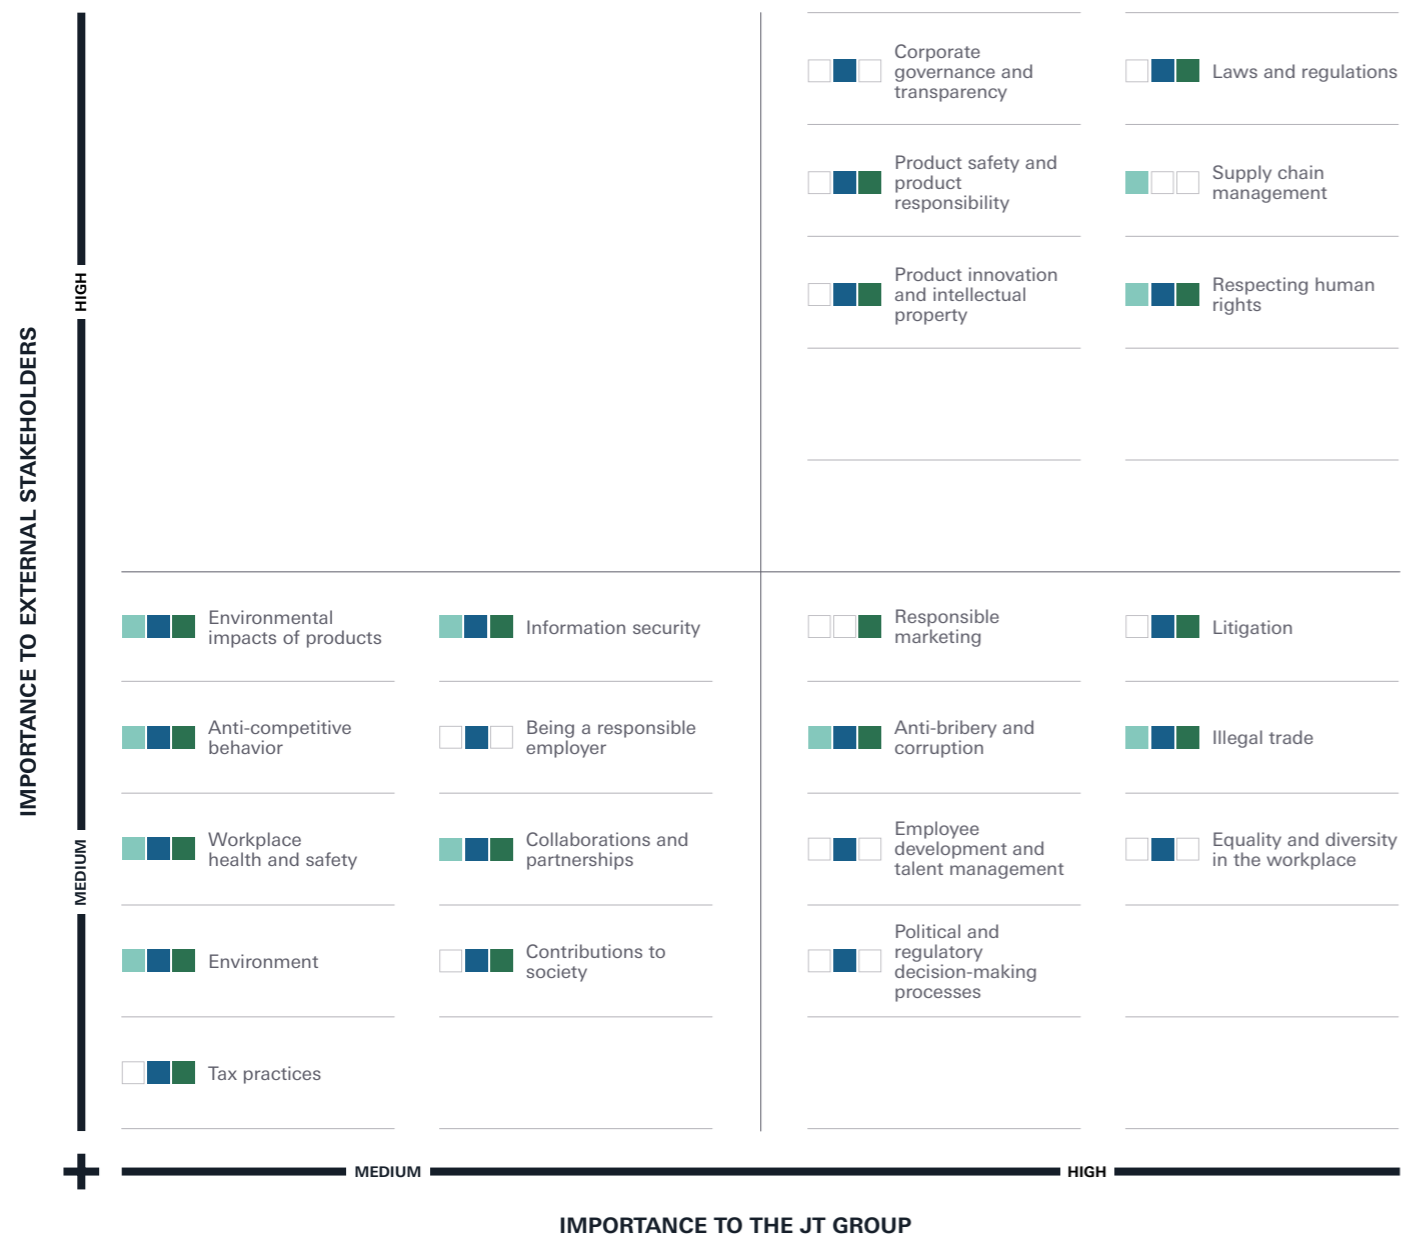 IMPORTANCE TO EXTERNAL STAKEHOLDERS
HIGH
MEDIUM
Corporate
governance and
transparency
Laws and regulations
Product safety and
product
responsibility
Supply chain
management
Product innovation
and intellectual
property
Respecting human
rights
Environmental
impacts of products
Information security
Responsible
marketing
Litigation
Anti-competitive
behavior
Being a responsible
employer
Anti-bribery and
corruption
Illegal trade
Workplace
health and safety
Collaborations and
partnerships
Employee
development and
talent management
Equality and diversity
in the workplace
Environment
Contributions to
society
Political and
regulatory
decision-making
processes
Tax practices
MEDIUM
HIGH
IMPORTANCE TO THE JT GROUP